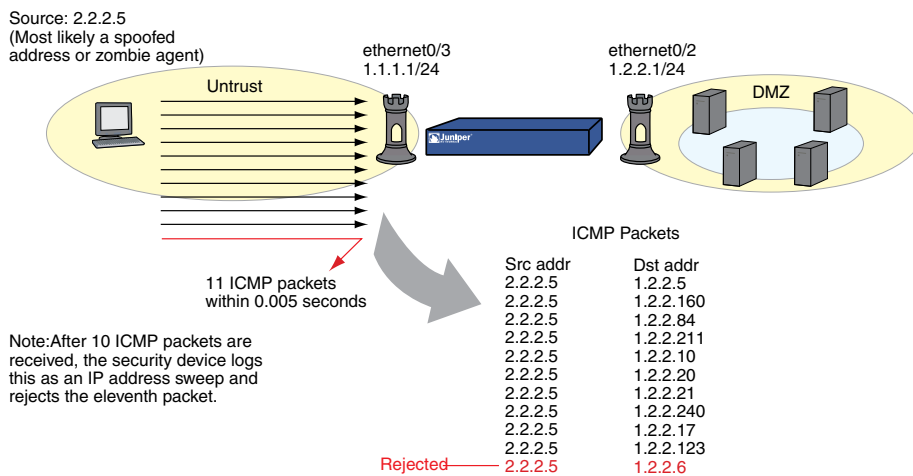 Source: 2.2.2.5
(Most likely a spoofed
address or zombie agent)
ethernet0/3
1.1.1.1/24
ethernet0/2
1.2.2.1/24
Untrust
DMZ
Juniper
11 ICMP packets
within 0.005 seconds
Note:After 10 ICMP packets are
received, the security device logs
this as an IP address sweep and
rejects the eleventh packet.
ICMP Packets
Src addr Dst addr
2.2.2.5 1.2.2.5
2.2.2.5 1.2.2.160
2.2.2.5 1.2.2.84
2.2.2.5 1.2.2.211
2.2.2.5 1.2.2.10
2.2.2.5 1.2.2.20
2.2.2.5 1.2.2.21
2.2.2.5 1.2.2.240
2.2.2.5 1.2.2.17
2.2.2.5 1.2.2.123
Rejected 2.2.2.5 1.2.2.6